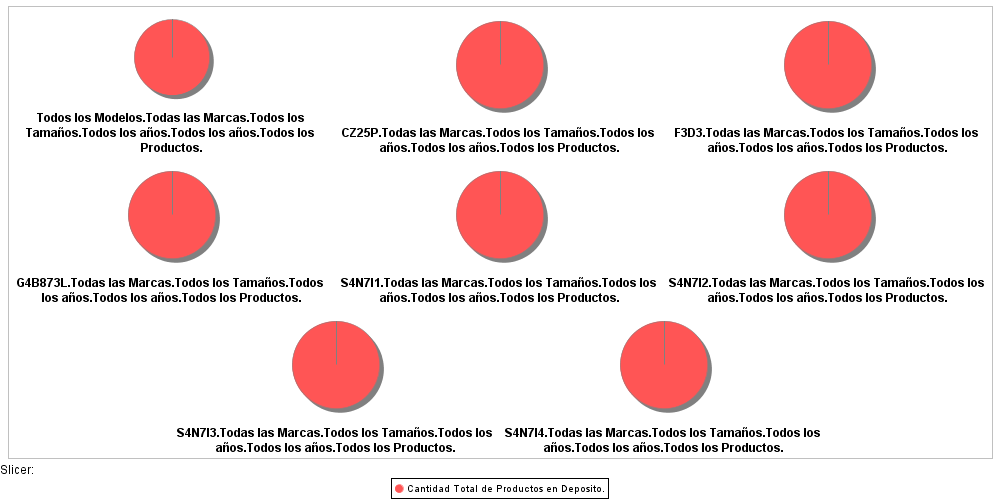 Todos los Modelos.Todas las Marcas.Todos los
Tamaños.Todos los años.Todos los años.Todos los
Productos.
CZ25P.Todas las Marcas.Todos los Tamaños.Todos los
años.Todos los años.Todos los Productos.
F3D3.Todas las Marcas.Todos los Tamaños.Todos los
años.Todos los años.Todos los Productos.
G4B873L.Todas las Marcas.Todos los Tamaños.Todos
los años.Todos los años.Todos los Productos.
S4N7I1.Todas las Marcas.Todos los Tamaños.Todos los
años.Todos los años.Todos los Productos.
S4N7I2.Todas las Marcas.Todos los Tamaños.Todos los
años.Todos los años.Todos los Productos.
S4N7I3.Todas las Marcas.Todos los Tamaños.Todos los
años.Todos los años.Todos los Productos.
S4N7I4.Todas las Marcas.Todos los Tamaños.Todos los
años.Todos los años.Todos los Productos.
Slicer:
Cantidad Total de Productos en Deposito.